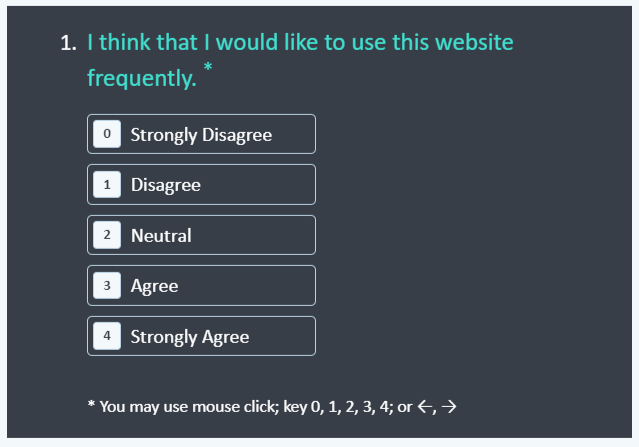 1. I think that I would like to use this website
frequently. *
0 Strongly Disagree
1 Disagree
2 Neutral
3 Agree
4 Strongly Agree
* You may use mouse click; key 0, 1, 2, 3, 4; or ←, →